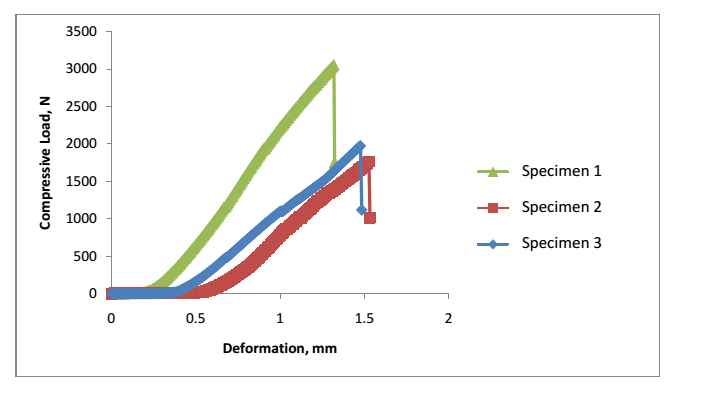 3500
3000
2500
2000
1500
1000
500
0
Compressive Load, N
0 0.5 1 1.5 2
Deformation, mm
Specimen 1
Specimen 2
Specimen 3